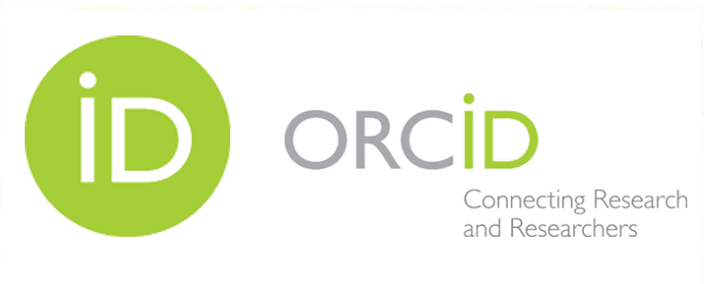 iD
ORCiD
Connecting Research
and Researchers